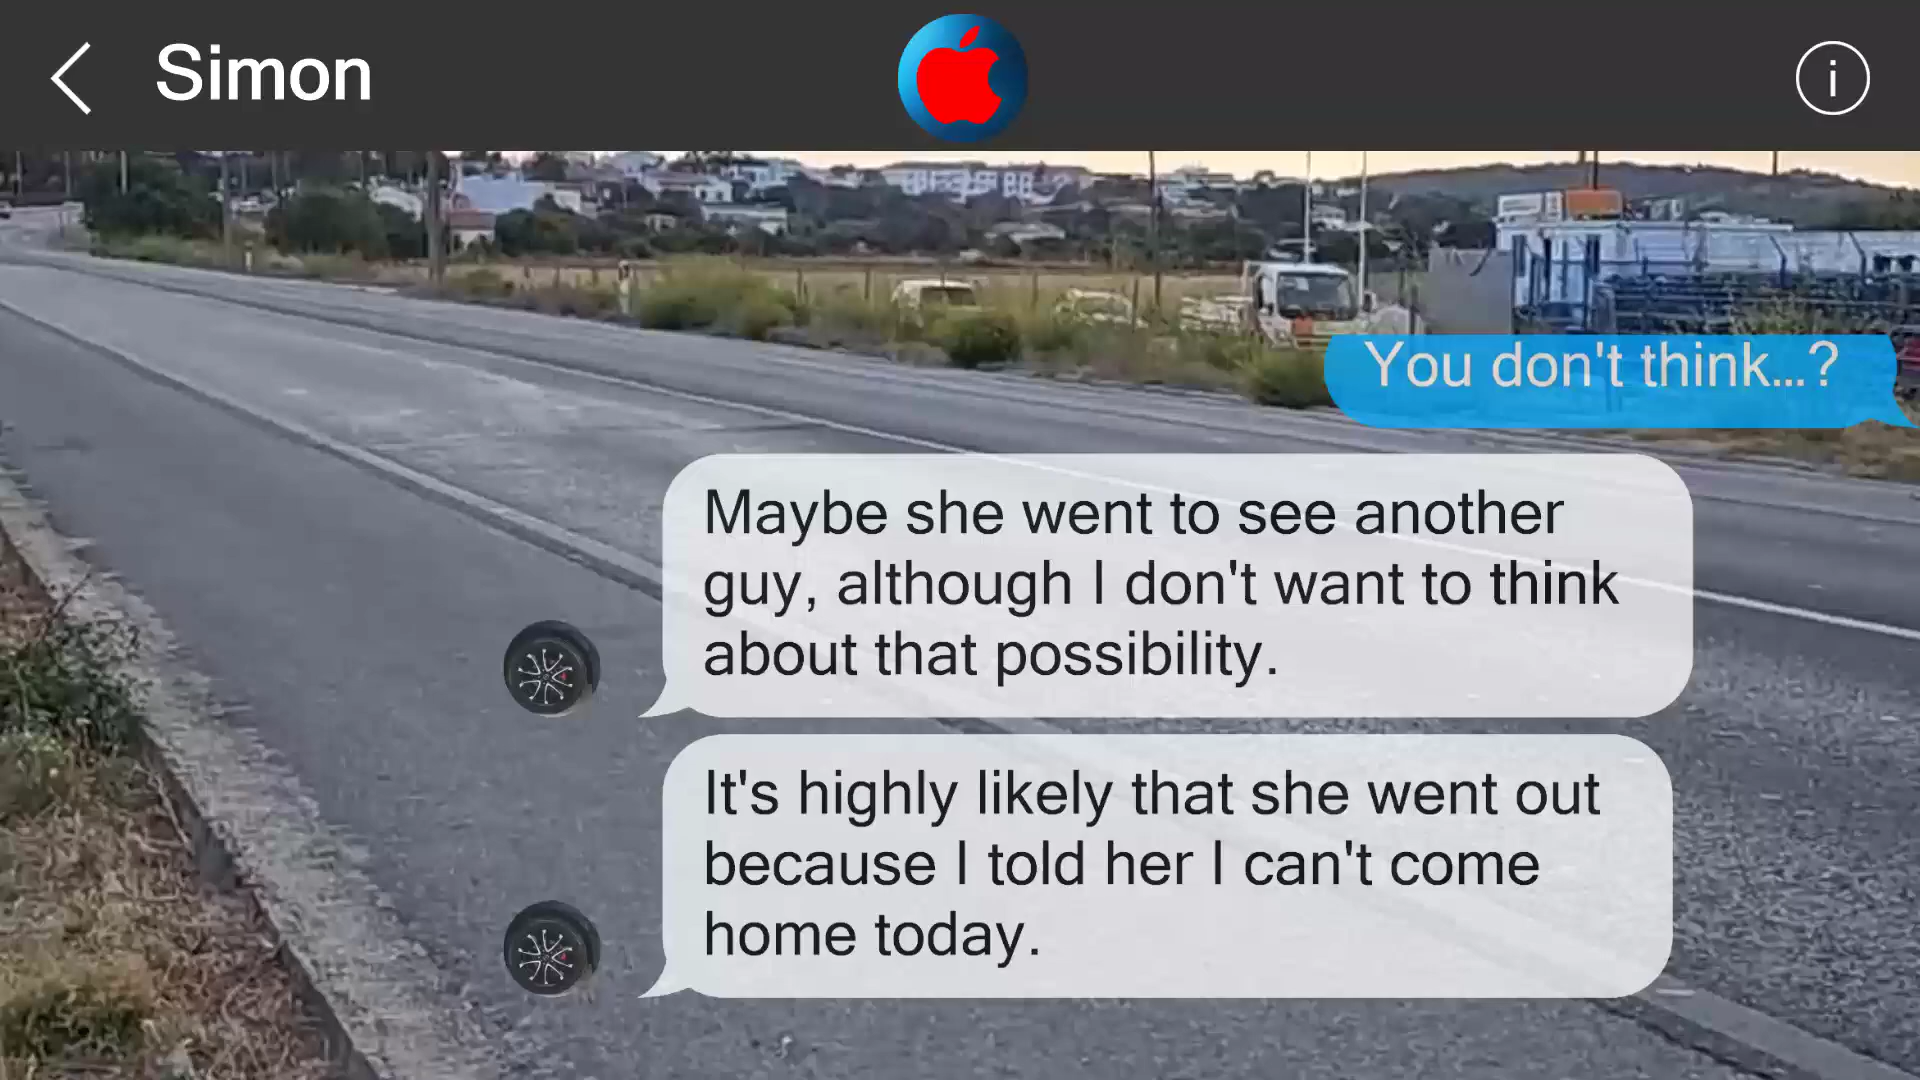 Simon
i
You don't think...?
Maybe she went to see another
guy, although I don't want to think
about that possibility.
It's highly likely that she went out
because I told her I can't come
home today.